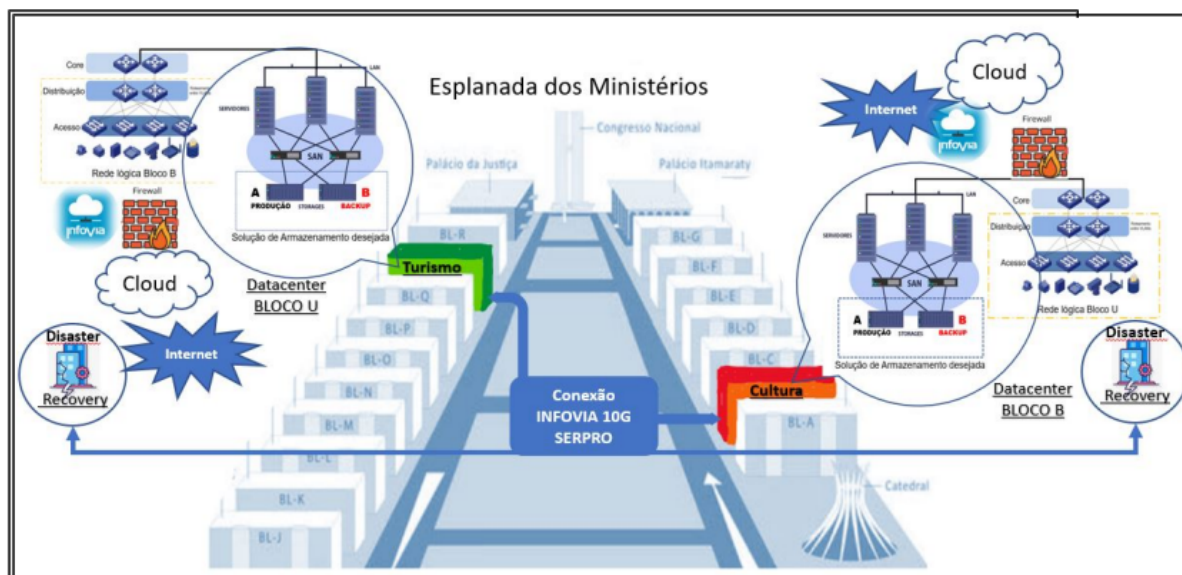 Esplanada dos Ministérios
Core
Distribuição
Acesso
Rede lógica Bloco B
Firewall
infovia
Cloud
Internet
Disaster
Recovery
LAN
SERVIDORES
SAN
A
B
PRODUÇÃO
STORAGES
BACKUP
Solução de Armazenamento desejada
Datacenter
BLOCO U
Turismo
Congresso Nacional
Palácio da Justiça
Palácio Itamaraty
BL-R
BL-Q
BL-P
BL-O
BL-N
BL-M
BL-L
BL-K
BL-J
BL-G
BL-F
BL-E
BL-D
BL-C
Cultura
BL-A
Catedral
Conexão
INFOVIA 10G
SERPRO
Cloud
Internet
infovia
Firewall
LAN
SERVIDORES
SAN
A
B
PRODUÇÃO
STORAGES
BACKUP
Solução de Armazenamento desejada
Core
Distribuição
Acesso
Rede lógica Bloco U
Datacenter
BLOCO B
Disaster
Recovery